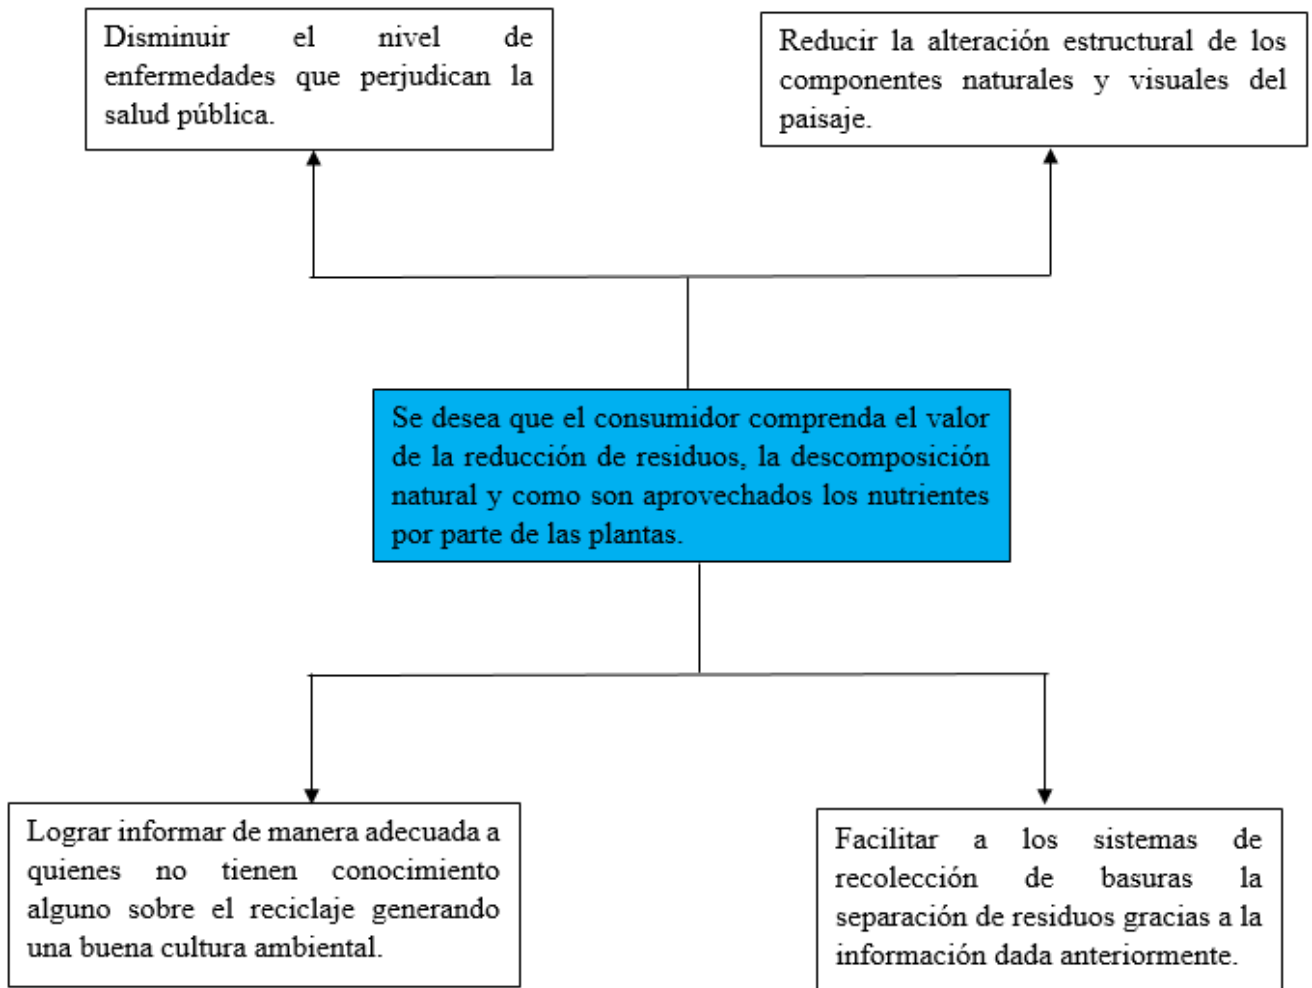 Disminuir el nivel de
enfermedades que perjudican la
salud pública.
Reducir la alteración estructural de los
componentes naturales y visuales del
paisaje.
Se desea que el consumidor comprenda el valor
de la reducción de residuos, la descomposición
natural y como son aprovechados los nutrientes
por parte de las plantas.
Lograr informar de manera adecuada a
quienes no tienen conocimiento
alguno sobre el reciclaje generando
una buena cultura ambiental.
Facilitar a los sistemas de
recolección de basuras la
separación de residuos gracias a la
información dada anteriormente.